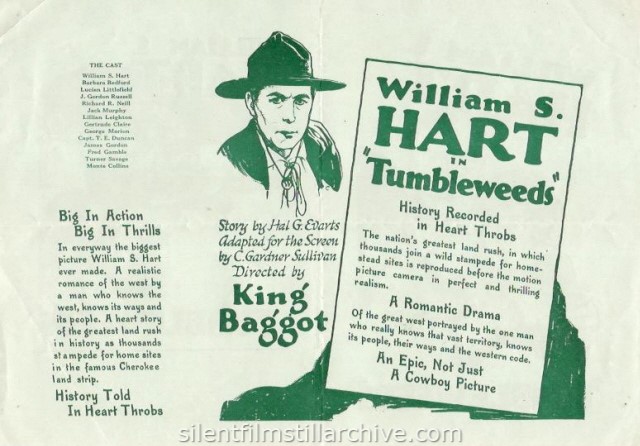 THE CAST
William S. Hart
Barbara Bedford
Lucien Littlefield
J. Gordon Russell
Richard R. Neill
Jack Murphy
Lillian Leighton
Gertrude Claire
George Marion
Capt. T. E. Duncan
James Gordon
Fred Gamble
Turner Savage
Monte Collins
Big In Action
Big In Thrills
In everyway the biggest
picture William S. Hart
ever made. A realistic
romance of the west by
a man who knows the
west, knows its ways and
its people. A heart story
of the greatest land rush
in history as thousands
stampede for home sites
in the famous Cherokee
land strip.
History Told
In Heart Throbs
Story by Hal G. Evarts
Adapted for the Screen
by C. Gardner Sullivan
Directed by
King
Baggot
William S.
HART
IN
"Tumbleweeds"
History Recorded
in Heart Throbs
The nation's greatest land rush, in which
thousands join a wild stampede for home-
stead sites is reproduced before the motion
picture camera in perfect and thrilling
realism.
A Romantic Drama
Of the great west portrayed by the one man
who really knows that vast territory, knows
its people, their ways and the western code.
An Epic, Not Just
A Cowboy Picture
silentfilmstillarchive.com